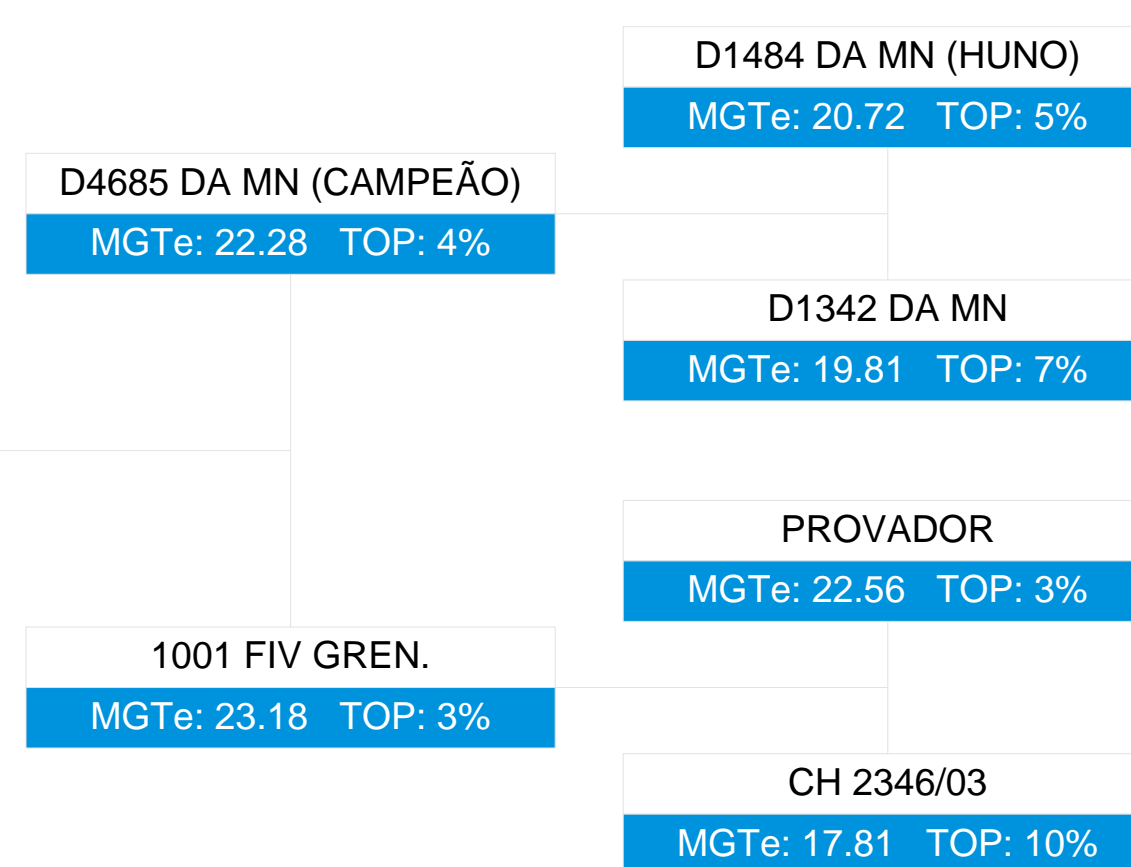 D1484 DA MN (HUNO)
MGTe: 20.72 TOP: 5%
D4685 DA MN (CAMPEÃO)
MGTe: 22.28 TOP: 4%
D1342 DA MN
MGTe: 19.81 TOP: 7%
PROVADOR
MGTe: 22.56 TOP: 3%
1001 FIV GREN.
MGTe: 23.18 TOP: 3%
CH 2346/03
MGTe: 17.81 TOP: 10%